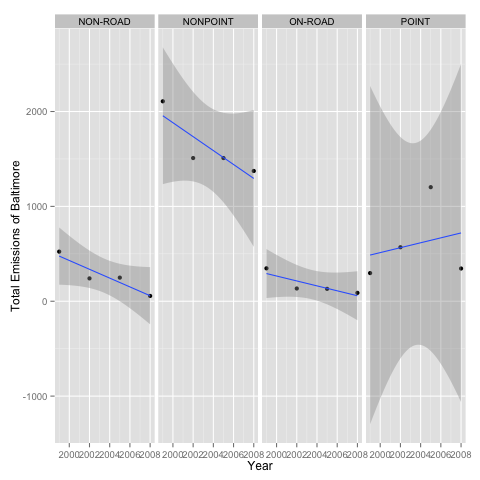 NON-ROAD NONPOINT ON-ROAD POINT
Total Emissions of Baltimore
2000
1000
0
-1000
2000 2002 2004 2006 2008 2000 2002 2004 2006 2008 2000 2002 2004 2006 2008 2000 2002 2004 2006 2008
Year